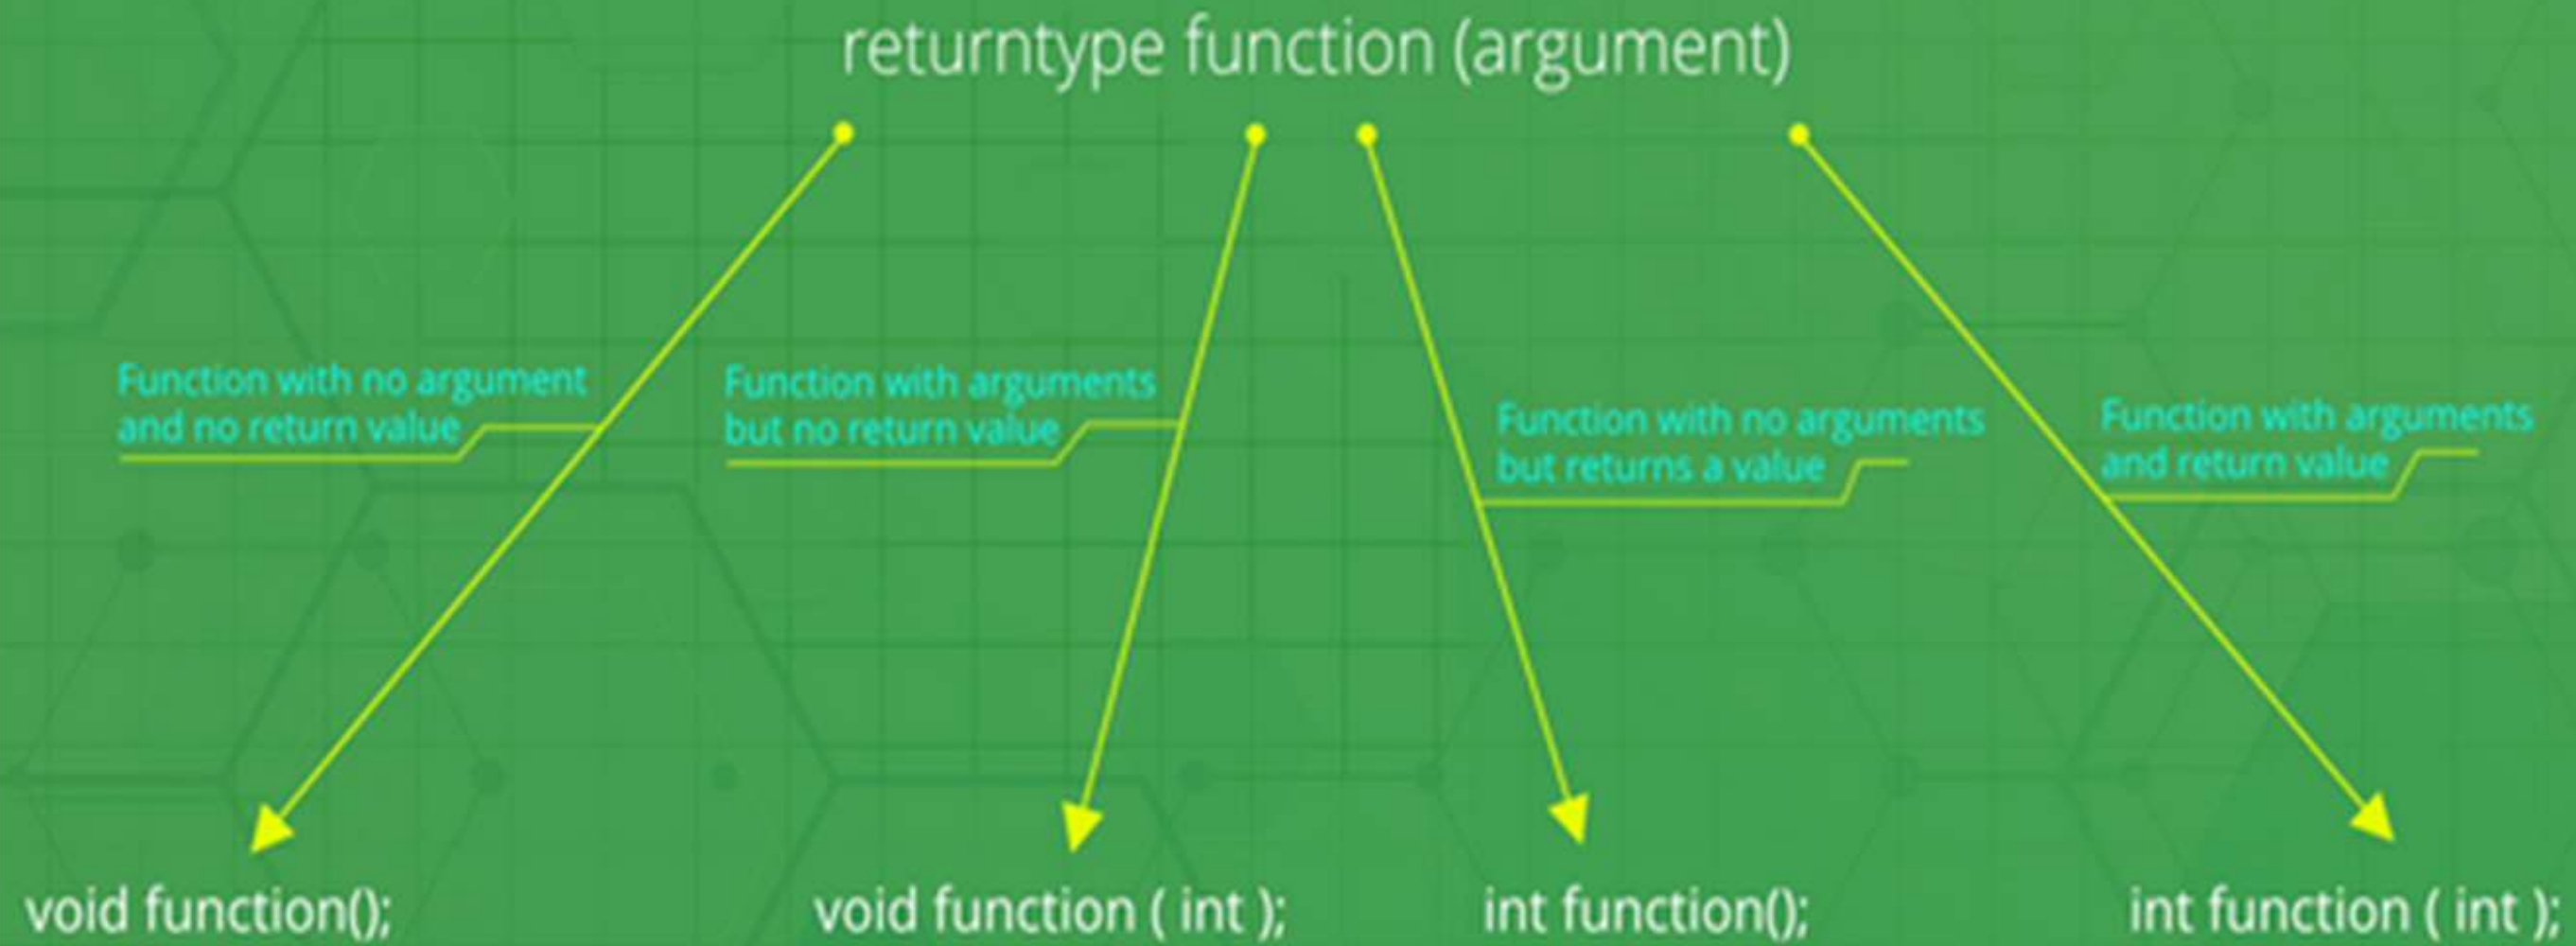 returntype function (argument)
Function with no argument
and no return value
Function with arguments
but no return value
Function with no arguments
but returns a value
Function with arguments
and return value
void function();
void function ( int );
int function();
int function ( int );